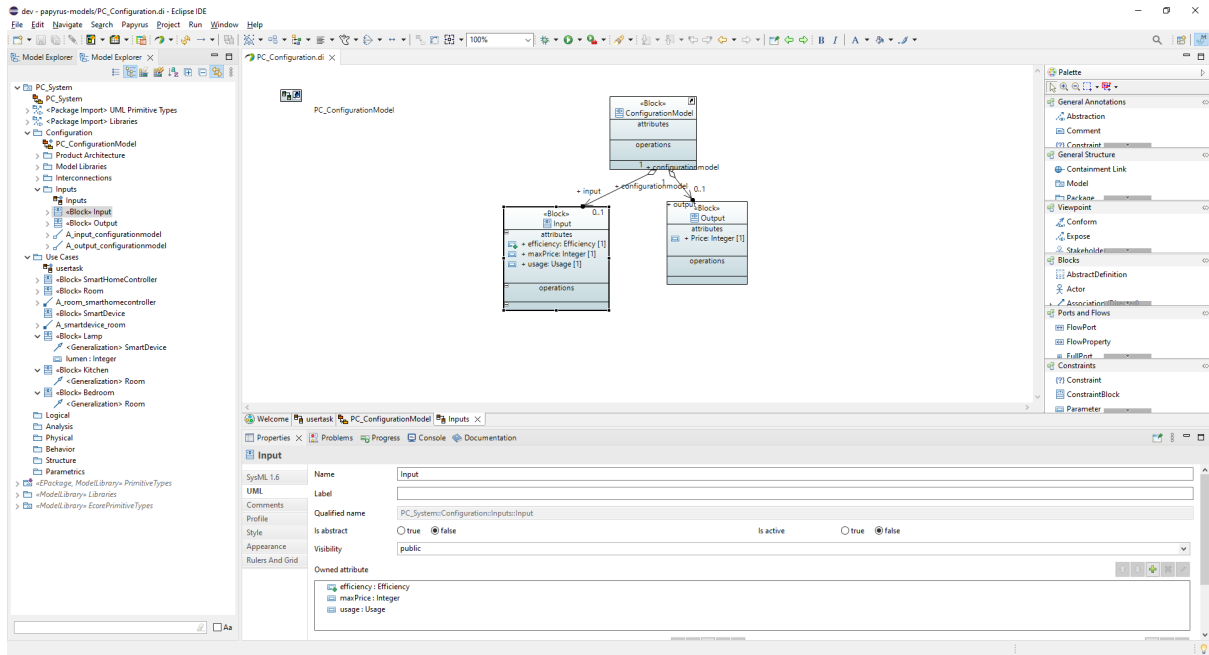 dev - papyrus-models/PC_Configuration.di - Eclipse IDE
File Edit Navigate Search Papyrus Project Run Window Help
100%
B I A
Model Explorer Model Explorer
PC_System
PC_System
<Package Import> UML Primitive Types
<Package Import> Libraries
Configuration
PC_ConfigurationModel
Product Architecture
Model Libraries
Interconnections
Inputs
Inputs
«Block» Input
«Block» Output
A_input_configurationmodel
A_output_configurationmodel
Use Cases
usertask
«Block» SmartHomeController
«Block» Room
A_room_smarthomecontroller
«Block» SmartDevice
A_smartdevice_room
«Block» Lamp
<Generalization> SmartDevice
lumen : Integer
«Block» Kitchen
<Generalization> Room
«Block» Bedroom
<Generalization> Room
Logical
Analysis
Physical
Behavior
Structure
Parametrics
«EPackage, ModelLibrary» PrimitiveTypes
«ModelLibrary» Libraries
«ModelLibrary» EcorePrimitiveTypes
Aa
PC_Configuration.di
PC_ConfigurationModel
«Block»
ConfigurationModel
attributes
operations
1 + configurationmodel
1
+ configurationmodel
+ input
0..1
0..1
+ output
«Block»
Input
attributes
+ efficiency: Efficiency [1]
+ maxPrice: Integer [1]
+ usage: Usage [1]
operations
«Block»
Output
attributes
+ Price: Integer [1]
operations
Palette
General Annotations
Abstraction
Comment
Constraint
General Structure
Containment Link
Model
Package
Viewpoint
Conform
Expose
Stakeholder
Blocks
AbstractDefinition
Actor
Ports and Flows
FlowPort
FlowProperty
FullPort
Constraints
Constraint
ConstraintBlock
Parameter
Welcome usertask PC_ConfigurationModel Inputs
Properties Problems Progress Console Documentation
Input
SysML 1.6
UML
Comments
Profile
Style
Appearance
Rulers And Grid
Name Input
Label
Qualified name PC_System::Configuration::Inputs::Input
Is abstract true false Is active true false
Visibility public
Owned attribute
efficiency : Efficiency
maxPrice : Integer
usage : Usage